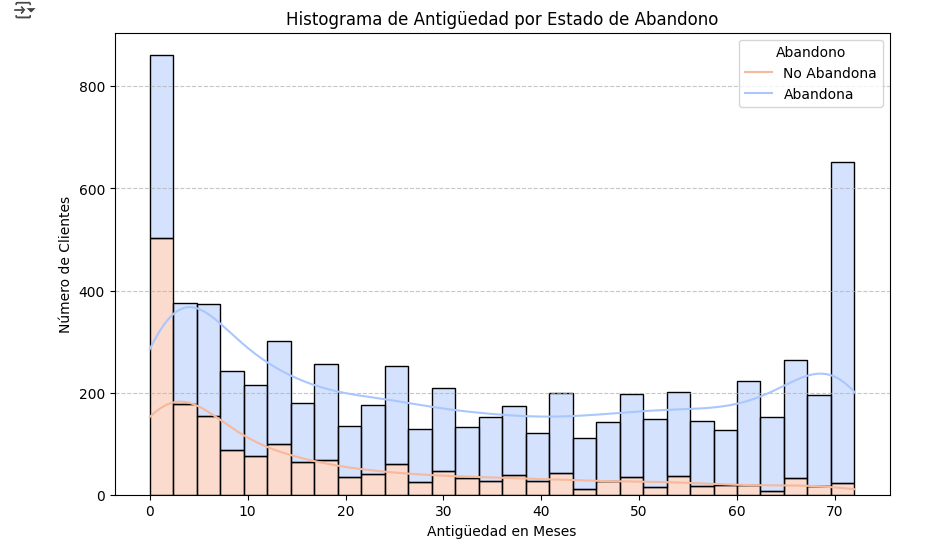 Histograma de Antigüedad por Estado de Abandono
Abandono
No Abandona
Abandona
Número de Clientes
800
600
400
200
0
0 10 20 30 40 50 60 70
Antigüedad en Meses